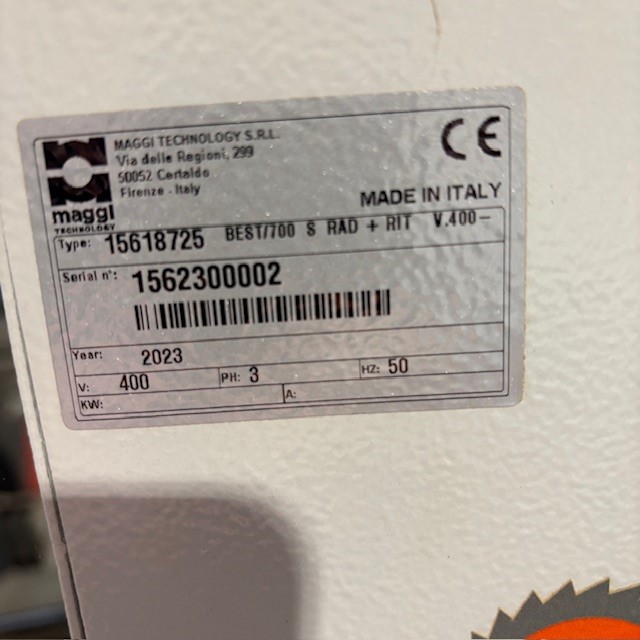 MAGGI TECHNOLOGY S.R.L.
Via delle Regioni, 299
50052 Certaldo
Firenze - Italy
CE
maggi
TECHNOLOGY
MADE IN ITALY
Type: 15618725 BEST/700 S RAD + RIT V.400-
Serial n°: 1562300002
Year: 2023
V: 400 PH: 3 HZ: 50
KW: A: